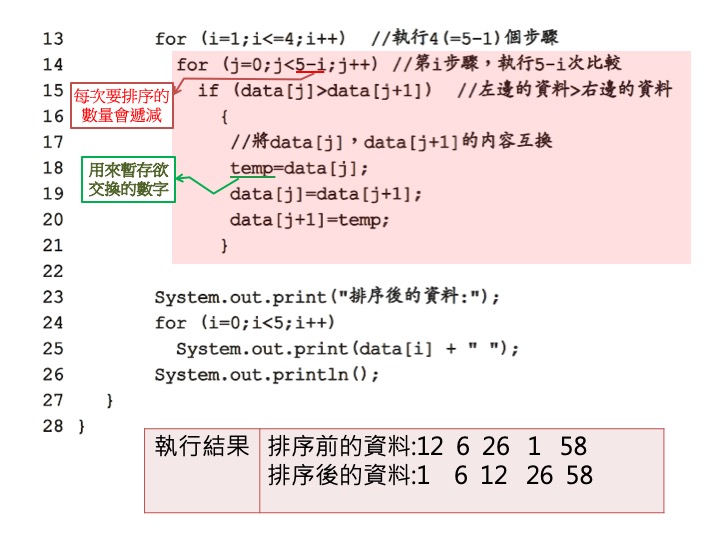 13 for (i=1;i<=4;i++) //執行4(=5-1)個步驟
14 for (j=0;j<5-i;j++) //第i步驟，執行5-i次比較
15 if (data[j]>data[j+1]) //左邊的資料>右邊的資料
每次要排序的
數量會遞減
16 {
17 //將data[j]，data[j+1]的內容互換
18 temp=data[j];
用來暫存欲
交換的數字
19 data[j]=data[j+1];
20 data[j+1]=temp;
21 }
22
23 System.out.print("排序後的資料:");
24 for (i=0;i<5;i++)
25 System.out.print(data[i] + " ");
26 System.out.println();
27 }
28 }
執行結果 排序前的資料:12 6 26 1 58
排序後的資料:1 6 12 26 58